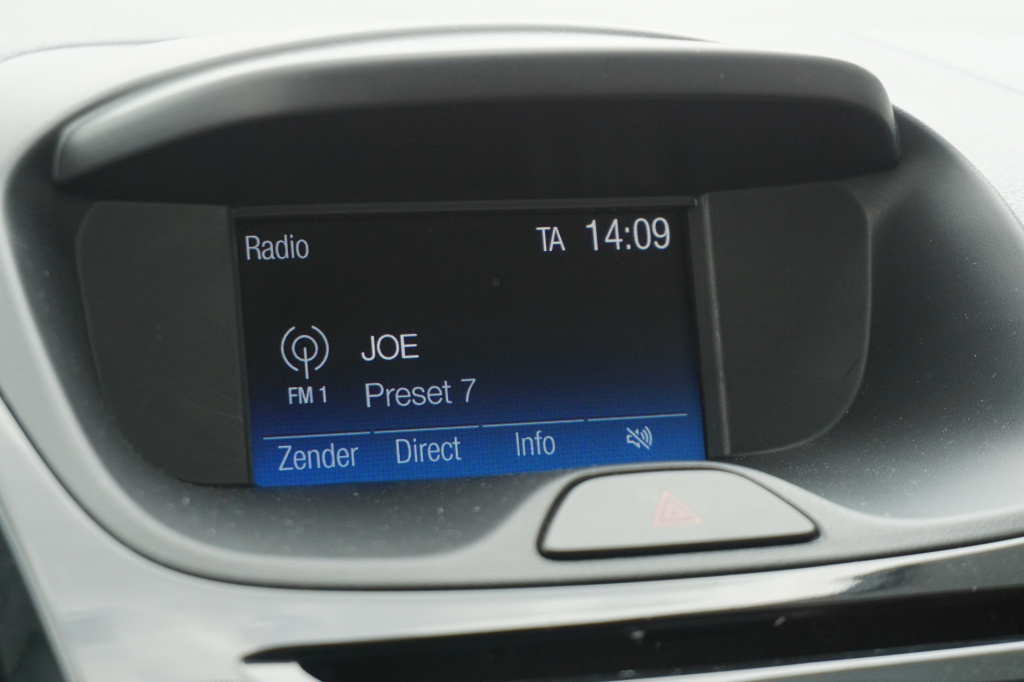 Radio TA 14:09
JOE
FM 1 Preset 7
Zender Direct Info